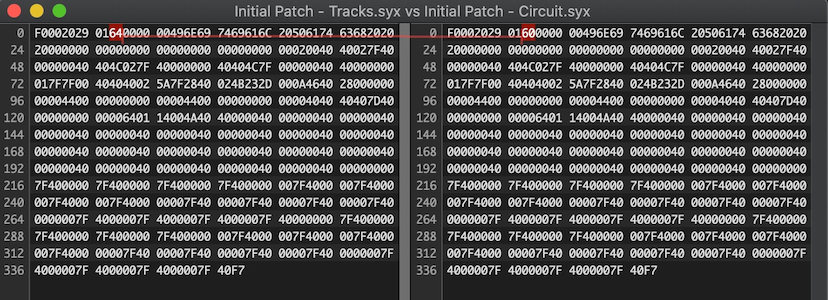 Initial Patch - Tracks.syx vs Initial Patch - Circuit.syx
0 F0002029 01640000 00496E69 7469616C 20506174 63682020
24 20000000 00000000 00000000 00000000 00020040 40027F40
48 00000040 404C027F 40000000 40404C7F 00000040 40000000
72 017F7F00 40404002 5A7F2840 024B232D 000A4640 28000000
96 00004400 00000000 00004400 00000000 00004040 40407D40
120 00000000 00006401 14004A40 40000040 00000040 00000040
144 00000040 00000040 00000040 00000040 00000040 00000040
168 00000040 00000040 00000040 00000040 00000040 00000040
192 00000040 00000040 00000040 00000040 00000040 00000000
216 7F400000 7F400000 7F400000 007F4000 007F4000 007F4000
240 007F4000 007F4000 00007F40 00007F40 00007F40 00007F40
264 0000007F 4000007F 4000007F 4000007F 40000000 7F400000
288 7F400000 7F400000 7F400000 007F4000 007F4000 007F4000
312 007F4000 00007F40 00007F40 00007F40 00007F40 0000007F
336 4000007F 4000007F 4000007F 40F7
0 F0002029 01600000 00496E69 7469616C 20506174 63682020
24 20000000 00000000 00000000 00000000 00020040 40027F40
48 00000040 404C027F 40000000 40404C7F 00000040 40000000
72 017F7F00 40404002 5A7F2840 024B232D 000A4640 28000000
96 00004400 00000000 00004400 00000000 00004040 40407D40
120 00000000 00006401 14004A40 40000040 00000040 00000040
144 00000040 00000040 00000040 00000040 00000040 00000040
168 00000040 00000040 00000040 00000040 00000040 00000040
192 00000040 00000040 00000040 00000040 00000040 00000000
216 7F400000 7F400000 7F400000 007F4000 007F4000 007F4000
240 007F4000 007F4000 00007F40 00007F40 00007F40 00007F40
264 0000007F 4000007F 4000007F 4000007F 40000000 7F400000
288 7F400000 7F400000 7F400000 007F4000 007F4000 007F4000
312 007F4000 00007F40 00007F40 00007F40 00007F40 0000007F
336 4000007F 4000007F 4000007F 40F7